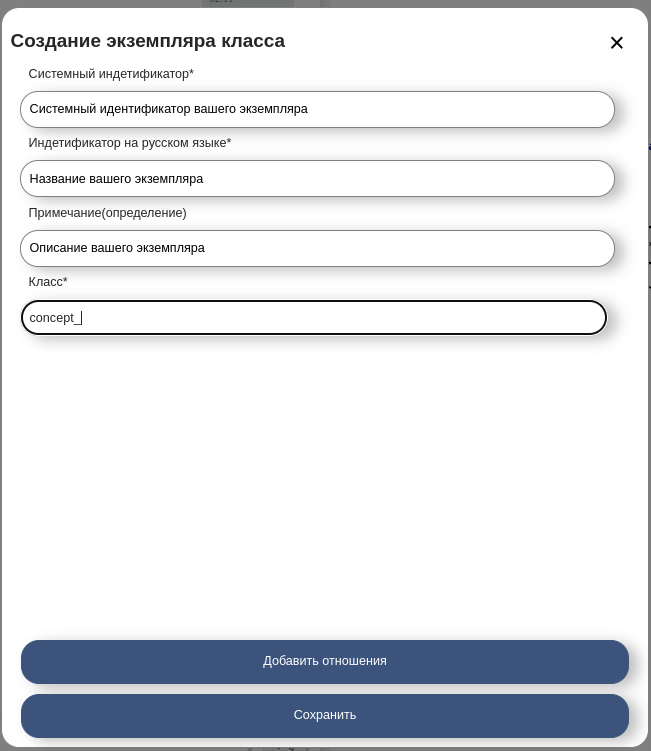 Создание экземпляра класса
Системный индетификатор*
Системный идентификатор вашего экземпляра
Индетификатор на русском языке*
Название вашего экземпляра
Примечание(определение)
Описание вашего экземпляра
Класс*
concept_
Добавить отношения
Сохранить